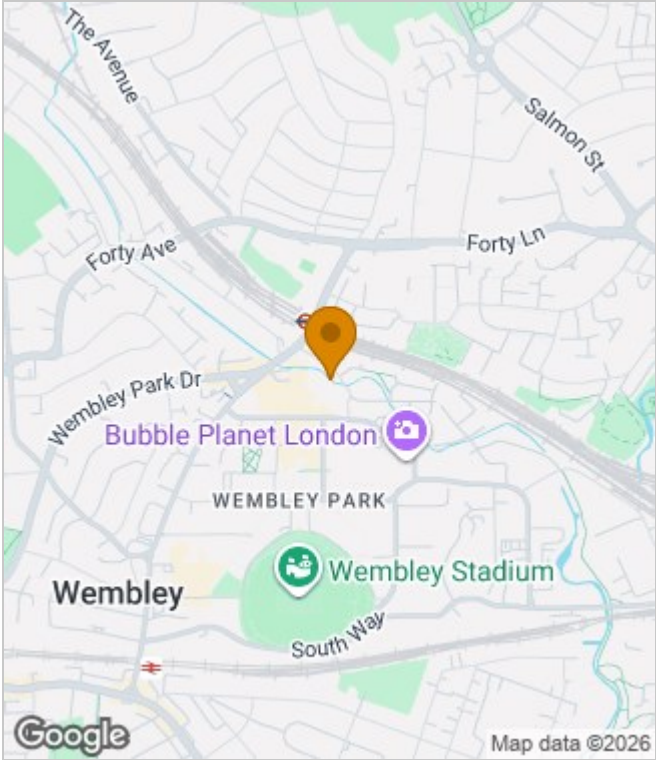 The Avenue
Salmon St
Forty Ln
Forty Ave
Wembley Park Dr
Bubble Planet London
WEMBLEY PARK
Wembley Stadium
Wembley
South Way
Google
Map data ©2026